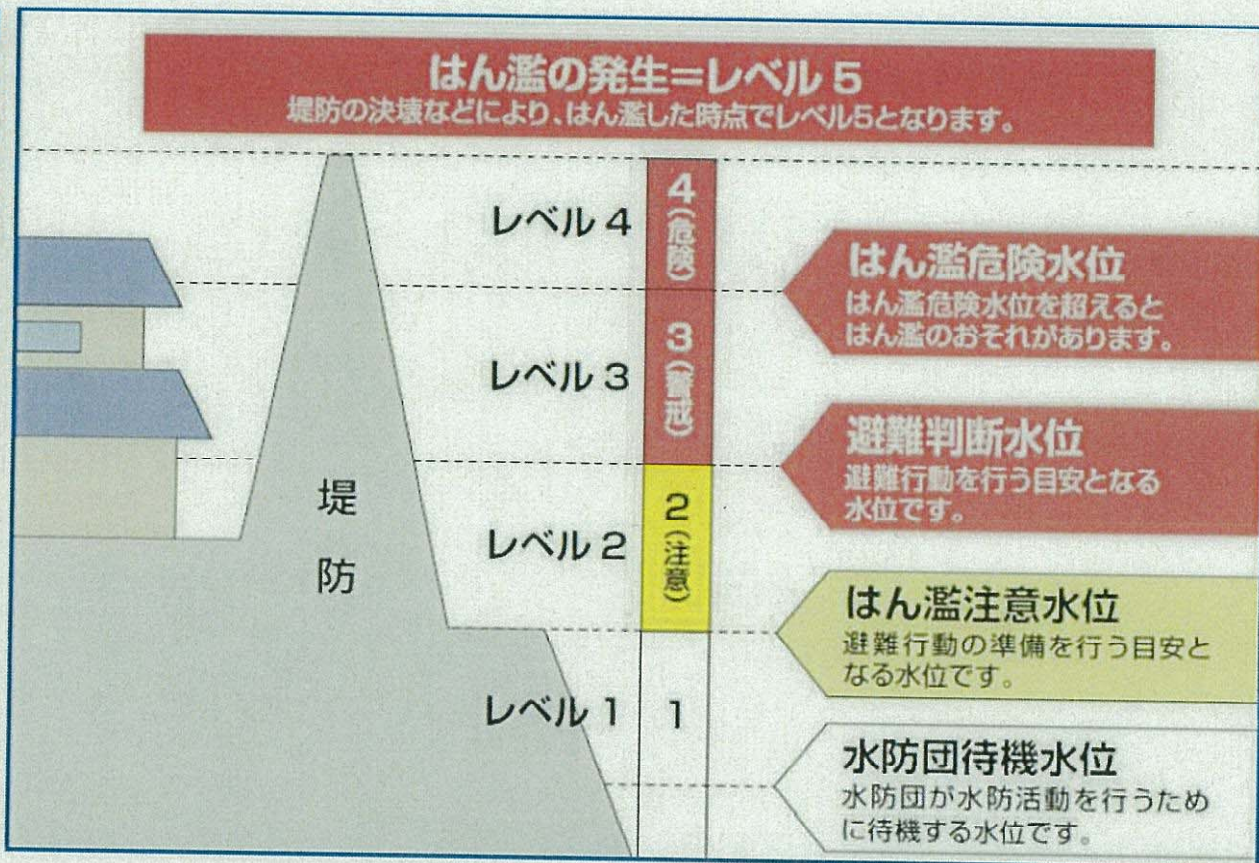 はん濫の発生=レベル5
堤防の決壊などにより、はん濫した時点でレベル5となります。
レベル4
4(危険)
はん濫危険水位
はん濫危険水位を超えると
はん濫のおそれがあります。
レベル3
3(警戒)
避難判断水位
避難行動を行う目安となる
水位です。
堤防
レベル2
2(注意)
はん濫注意水位
避難行動の準備を行う目安と
なる水位です。
レベル1
1
水防団待機水位
水防団が水防活動を行うため
に待機する水位です。